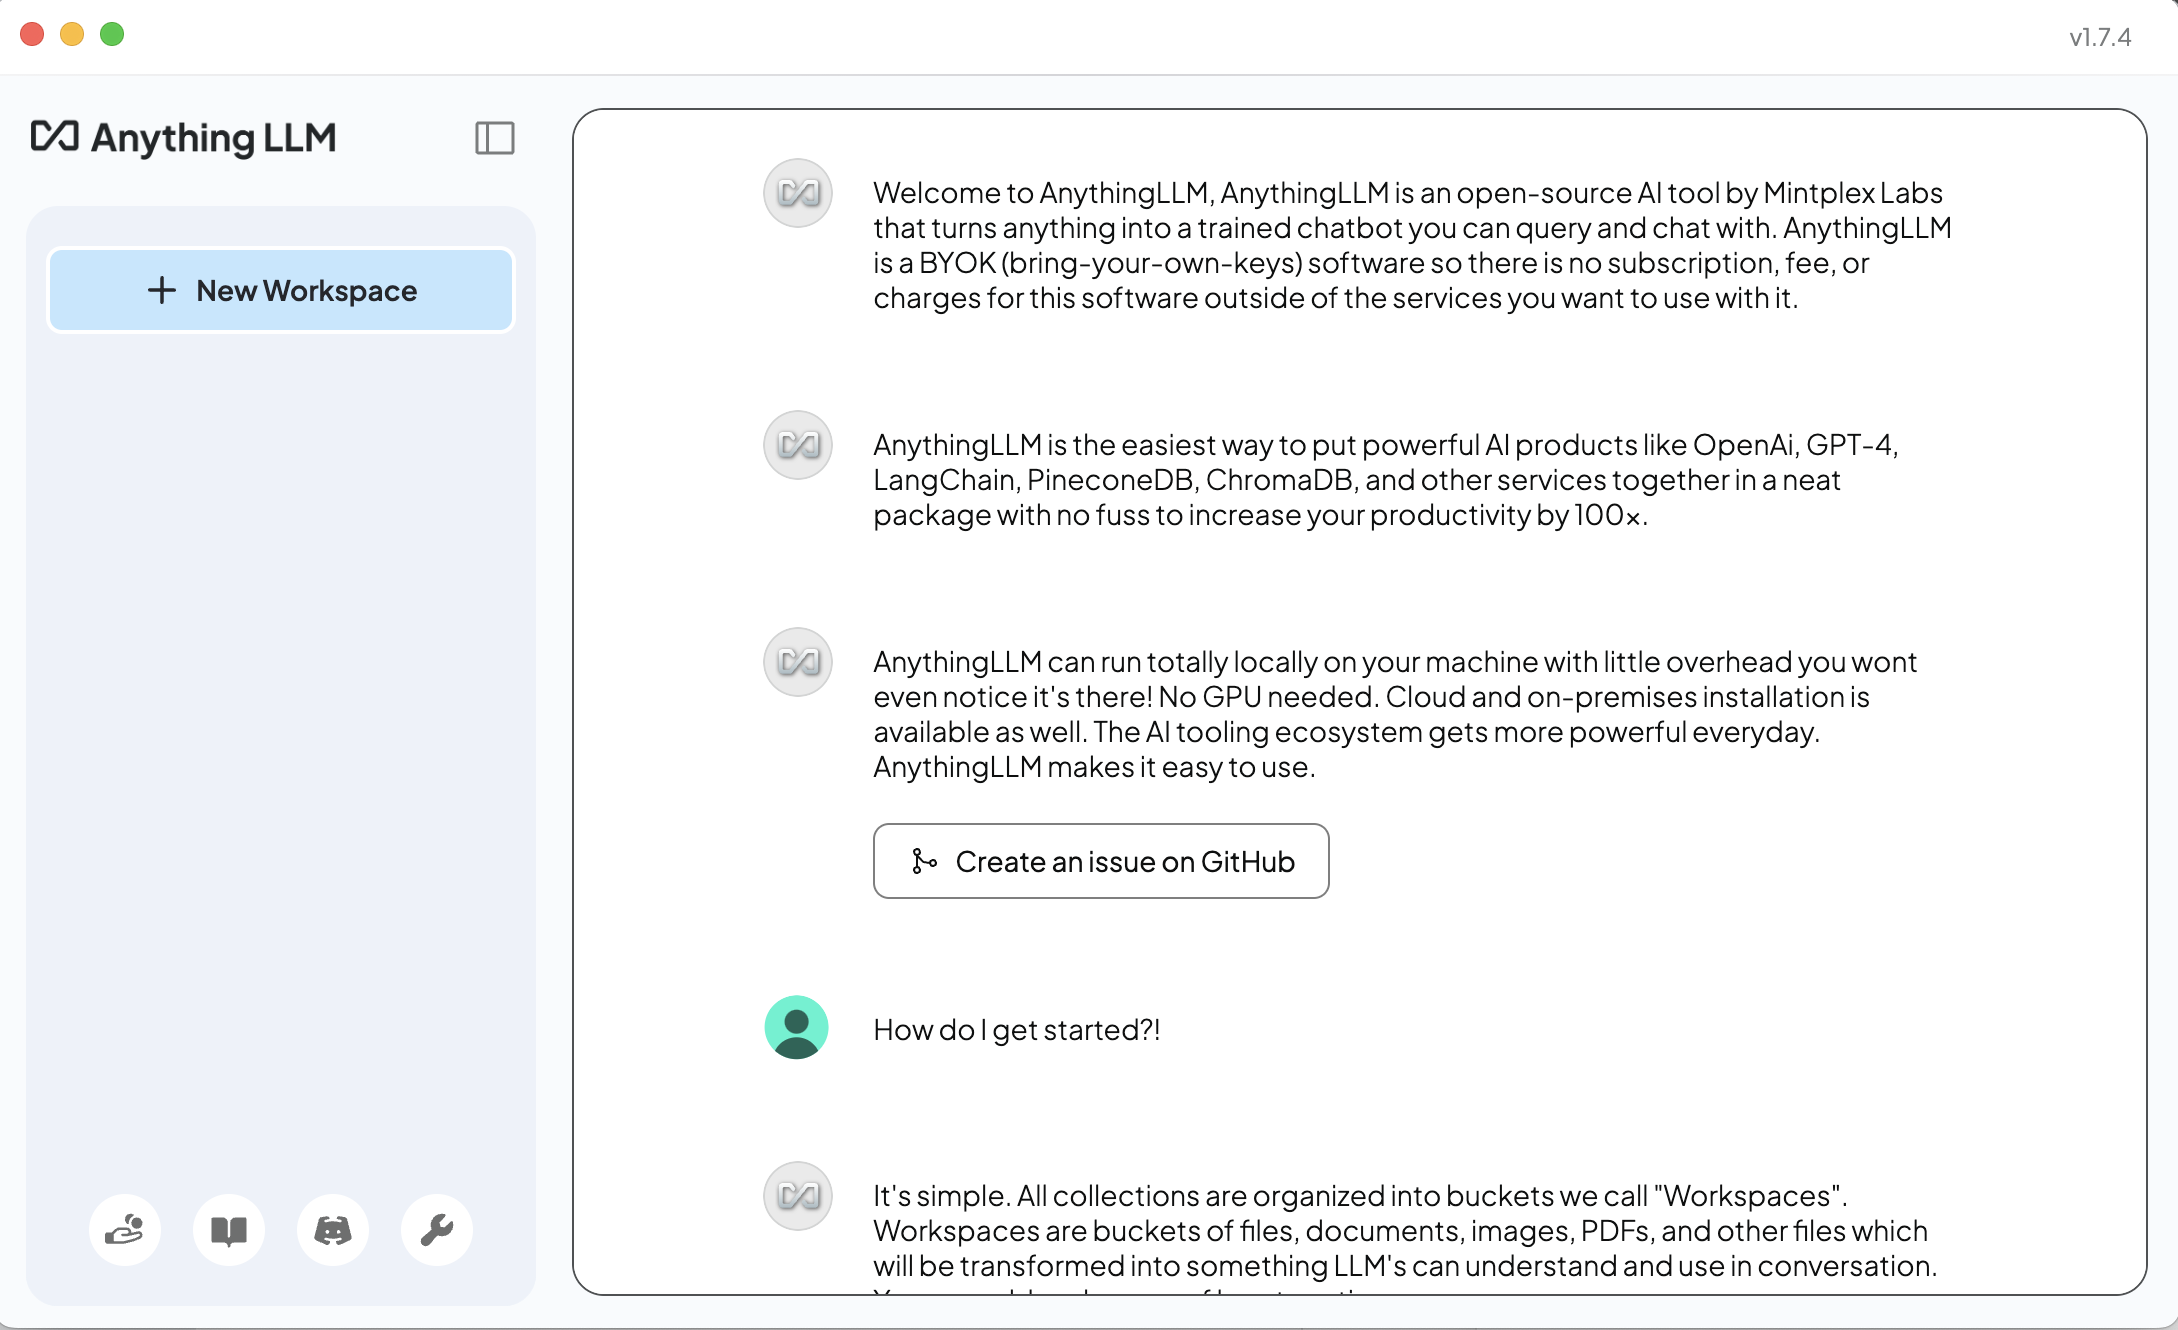 v1.7.4
Anything LLM
New Workspace
Welcome to AnythingLLM, AnythingLLM is an open-source AI tool by Mintplex Labs
that turns anything into a trained chatbot you can query and chat with. AnythingLLM
is a BYOK (bring-your-own-keys) software so there is no subscription, fee, or
charges for this software outside of the services you want to use with it.
AnythingLLM is the easiest way to put powerful AI products like OpenAi, GPT-4,
LangChain, PineconeDB, ChromaDB, and other services together in a neat
package with no fuss to increase your productivity by 100x.
AnythingLLM can run totally locally on your machine with little overhead you wont
even notice it's there! No GPU needed. Cloud and on-premises installation is
available as well. The AI tooling ecosystem gets more powerful everyday.
AnythingLLM makes it easy to use.
Create an issue on GitHub
How do I get started?!
It's simple. All collections are organized into buckets we call "Workspaces".
Workspaces are buckets of files, documents, images, PDFs, and other files which
will be transformed into something LLM's can understand and use in conversation.